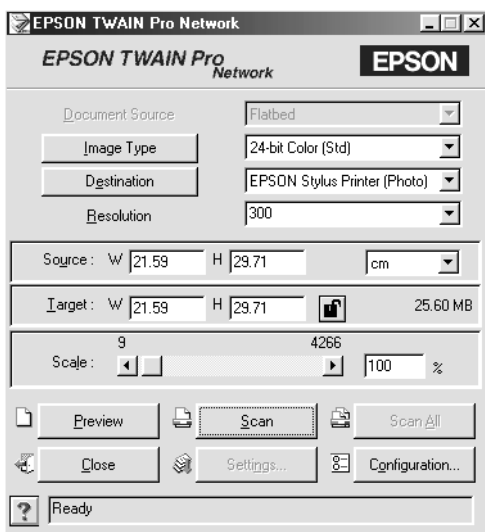 EPSON TWAIN Pro Network
EPSON TWAIN Pro
Network
EPSON
Document Source Flatbed
Image Type 24-bit Color (Std)
Destination EPSON Stylus Printer (Photo)
Resolution 300
Source : W 21.59 H 29.71 cm
Target : W 21.59 H 29.71 25.60 MB
9 4266
Scale : 100 %
Preview Scan Scan All
Close Settings... Configuration...
? Ready